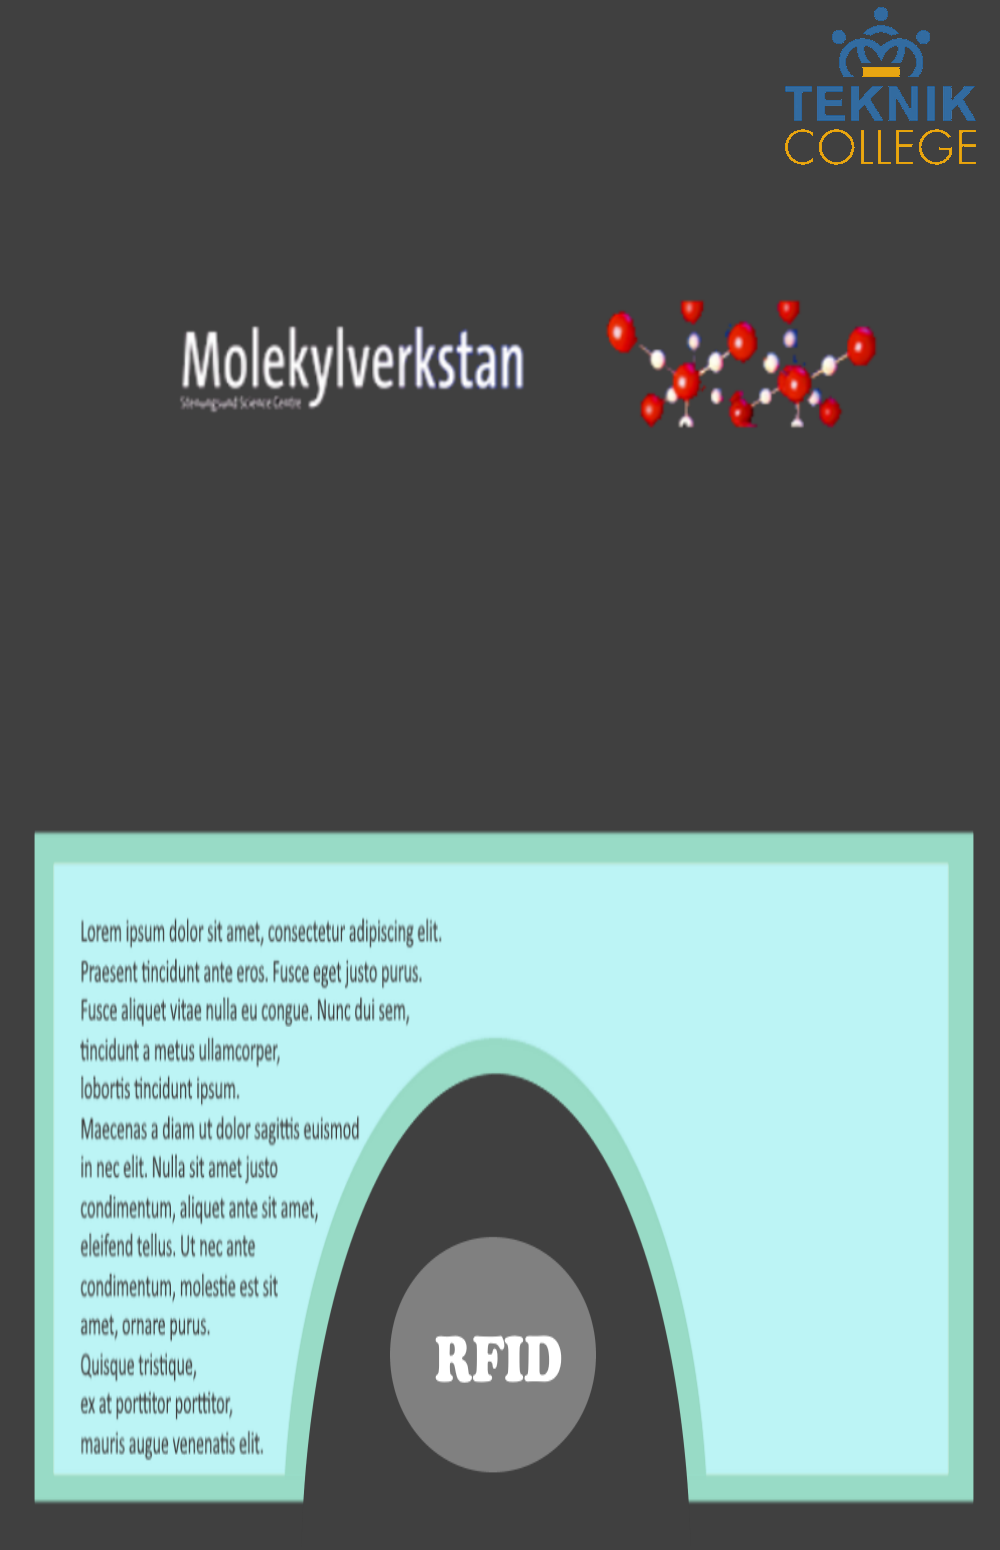 TEKNIK
COLLEGE
Molekylverkstan
Stenungsund Science Centre
Lorem ipsum dolor sit amet, consectetur adipiscing elit.
Praesent tincidunt ante eros. Fusce eget justo purus.
Fusce aliquet vitae nulla eu congue. Nunc dui sem,
tincidunt a metus ullamcorper,
lobortis tincidunt ipsum.
Maecenas a diam ut dolor sagittis euismod
in nec elit. Nulla sit amet justo
condimentum, aliquet ante sit amet,
eleifend tellus. Ut nec ante
condimentum, molestie est sit
amet, ornare purus.
Quisque tristique,
ex at porttitor porttitor,
mauris augue venenatis elit.
RFID